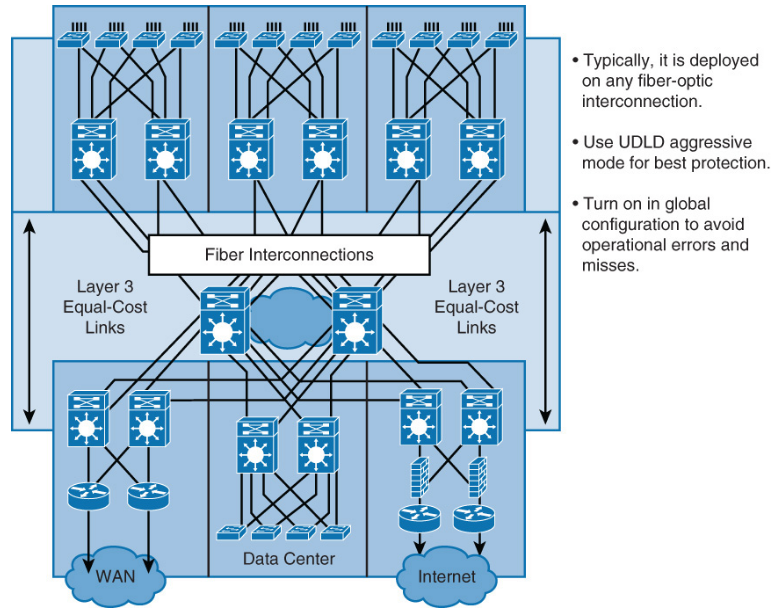 • Typically, it is deployed
on any fiber-optic
interconnection.
• Use UDLD aggressive
mode for best protection.
• Turn on in global
configuration to avoid
operational errors and
misses.
Fiber Interconnections
Layer 3
Equal-Cost
Links
Layer 3
Equal-Cost
Links
Data Center
WAN
Internet